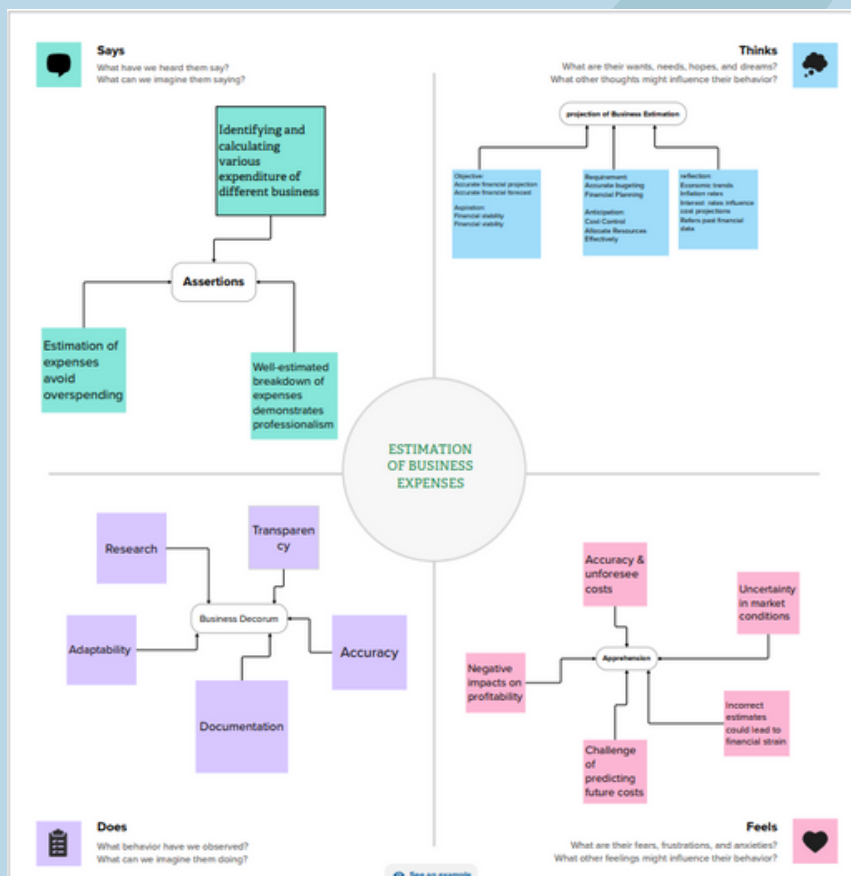 Says
What have we heard them say?
What can we imagine them saying?
Identifying and
calculating
various
expenditure of
different business
Assertions
Estimation of
expenses
avoid
overspending
Well-estimated
breakdown of
expenses
demonstrates
professionalism
Thinks
What are their wants, needs, hopes, and dreams?
What other thoughts might influence their behavior?
projection of Business Estimation
Objective:
Accurate financial projection
Accurate financial forecast
Aspiration:
Financial stability
Financial viability
Requirement:
Accurate bugeting
Financial Planning
Anticipation:
Cost Control
Allocate Resources
Effectively
reflection
Economic trends
Inflation rates
Interest rates influence
cost projections
Refers past financial
data
ESTIMATION
OF BUSINESS
EXPENSES
Research
Transparen
cy
Business Decorum
Adaptability
Accuracy
Documentation
Does
What behavior have we observed?
What can we imagine them doing?
Accuracy &
unforesee
costs
Uncertainty
in market
conditions
Apprehension
Negative
impacts on
profitability
Incorrect
estimates
could lead to
financial strain
Challenge
of
predicting
future costs
Feels
What are their fears, frustrations, and anxieties?
What other feelings might influence their behavior?
See an example